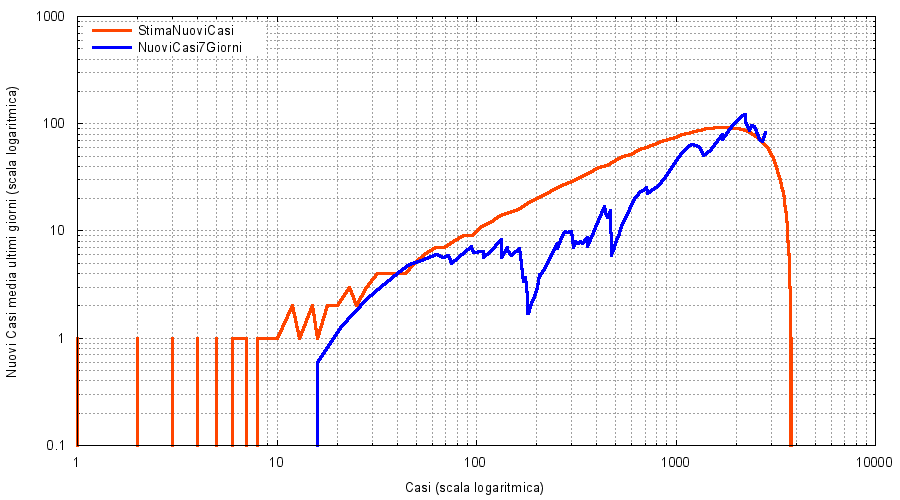 1000
StimaNuoviCasi
NuoviCasi7Giorni
100
10
1
0.1
Nuovi Casi media ultimi giorni (scala logaritmica)
1 10 100 1000 10000
Casi (scala logaritmica)